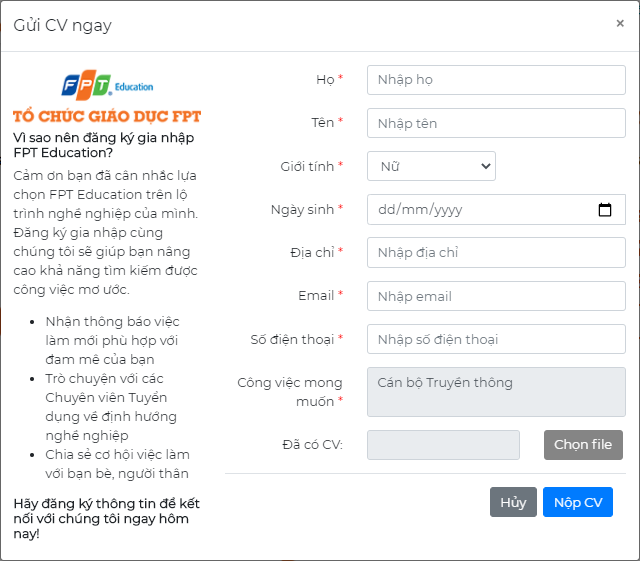 Gửi CV ngay
×
FPT Education
TỔ CHỨC GIÁO DỤC FPT
Vì sao nên đăng ký gia nhập
FPT Education?
Cảm ơn bạn đã cân nhắc lựa
chọn FPT Education trên lộ
trình nghề nghiệp của mình.
Đăng ký gia nhập cùng
chúng tôi sẽ giúp bạn nâng
cao khả năng tìm kiếm được
công việc mơ ước.
Nhận thông báo việc
làm mới phù hợp với
đam mê của bạn
Trò chuyện với các
Chuyên viên Tuyển
dụng về định hướng
nghề nghiệp
Chia sẻ cơ hội việc làm
với bạn bè, người thân
Hãy đăng ký thông tin để kết
nối với chúng tôi ngay hôm
nay!
Họ * Nhập họ
Tên * Nhập tên
Giới tính * Nữ
Ngày sinh * dd/mm/yyyy
Địa chỉ * Nhập địa chỉ
Email * Nhập email
Số điện thoại * Nhập số điện thoại
Công việc mong Cán bộ Truyền thông
muốn *
Đã có CV: Chọn file
Hủy Nộp CV